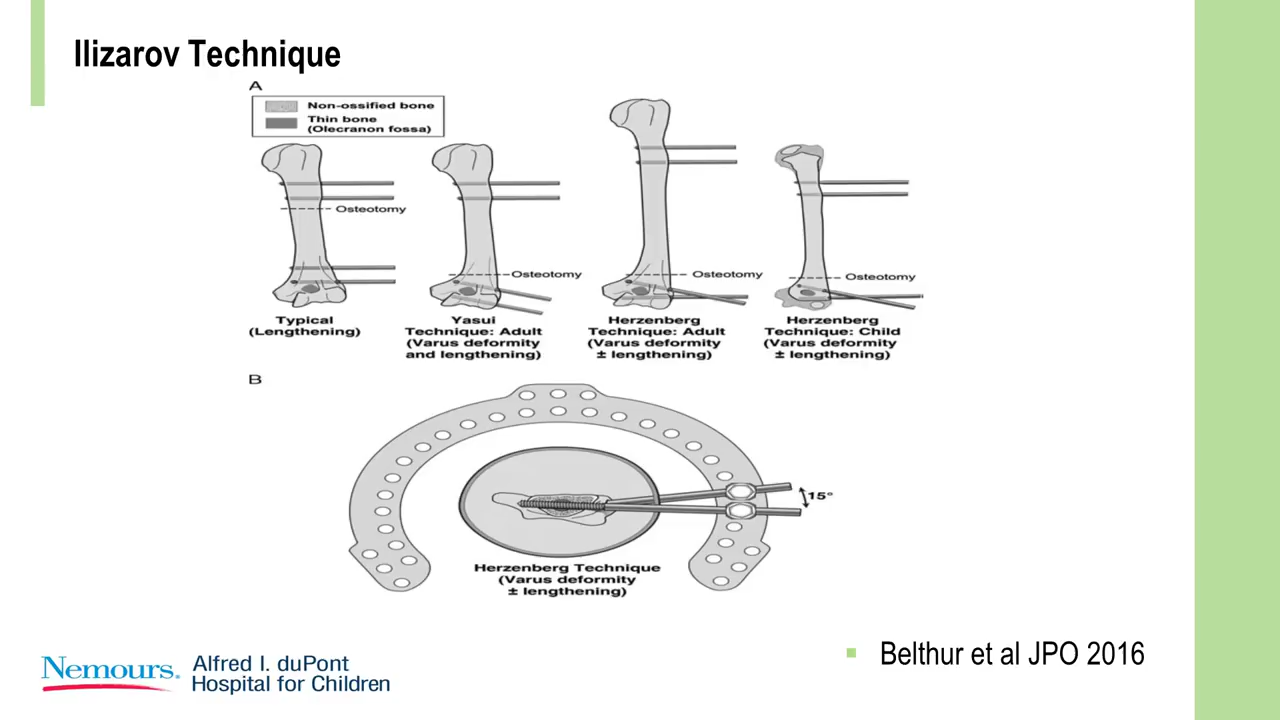 Ilizarov Technique
A
Non-ossified bone
Thin bone
(Olecranon fossa)
Osteotomy
Osteotomy
Osteotomy
Osteotomy
Typical
(Lengthening)
Yasui
Technique: Adult
(Varus deformity
and lengthening)
Herzenberg
Technique: Adult
(Varus deformity
± lengthening)
Herzenberg
Technique: Child
(Varus deformity
± lengthening)
B
15°
Herzenberg Technique
(Varus deformity
± lengthening)
Belthur et al JPO 2016
Nemours.
Alfred I. duPont
Hospital for Children